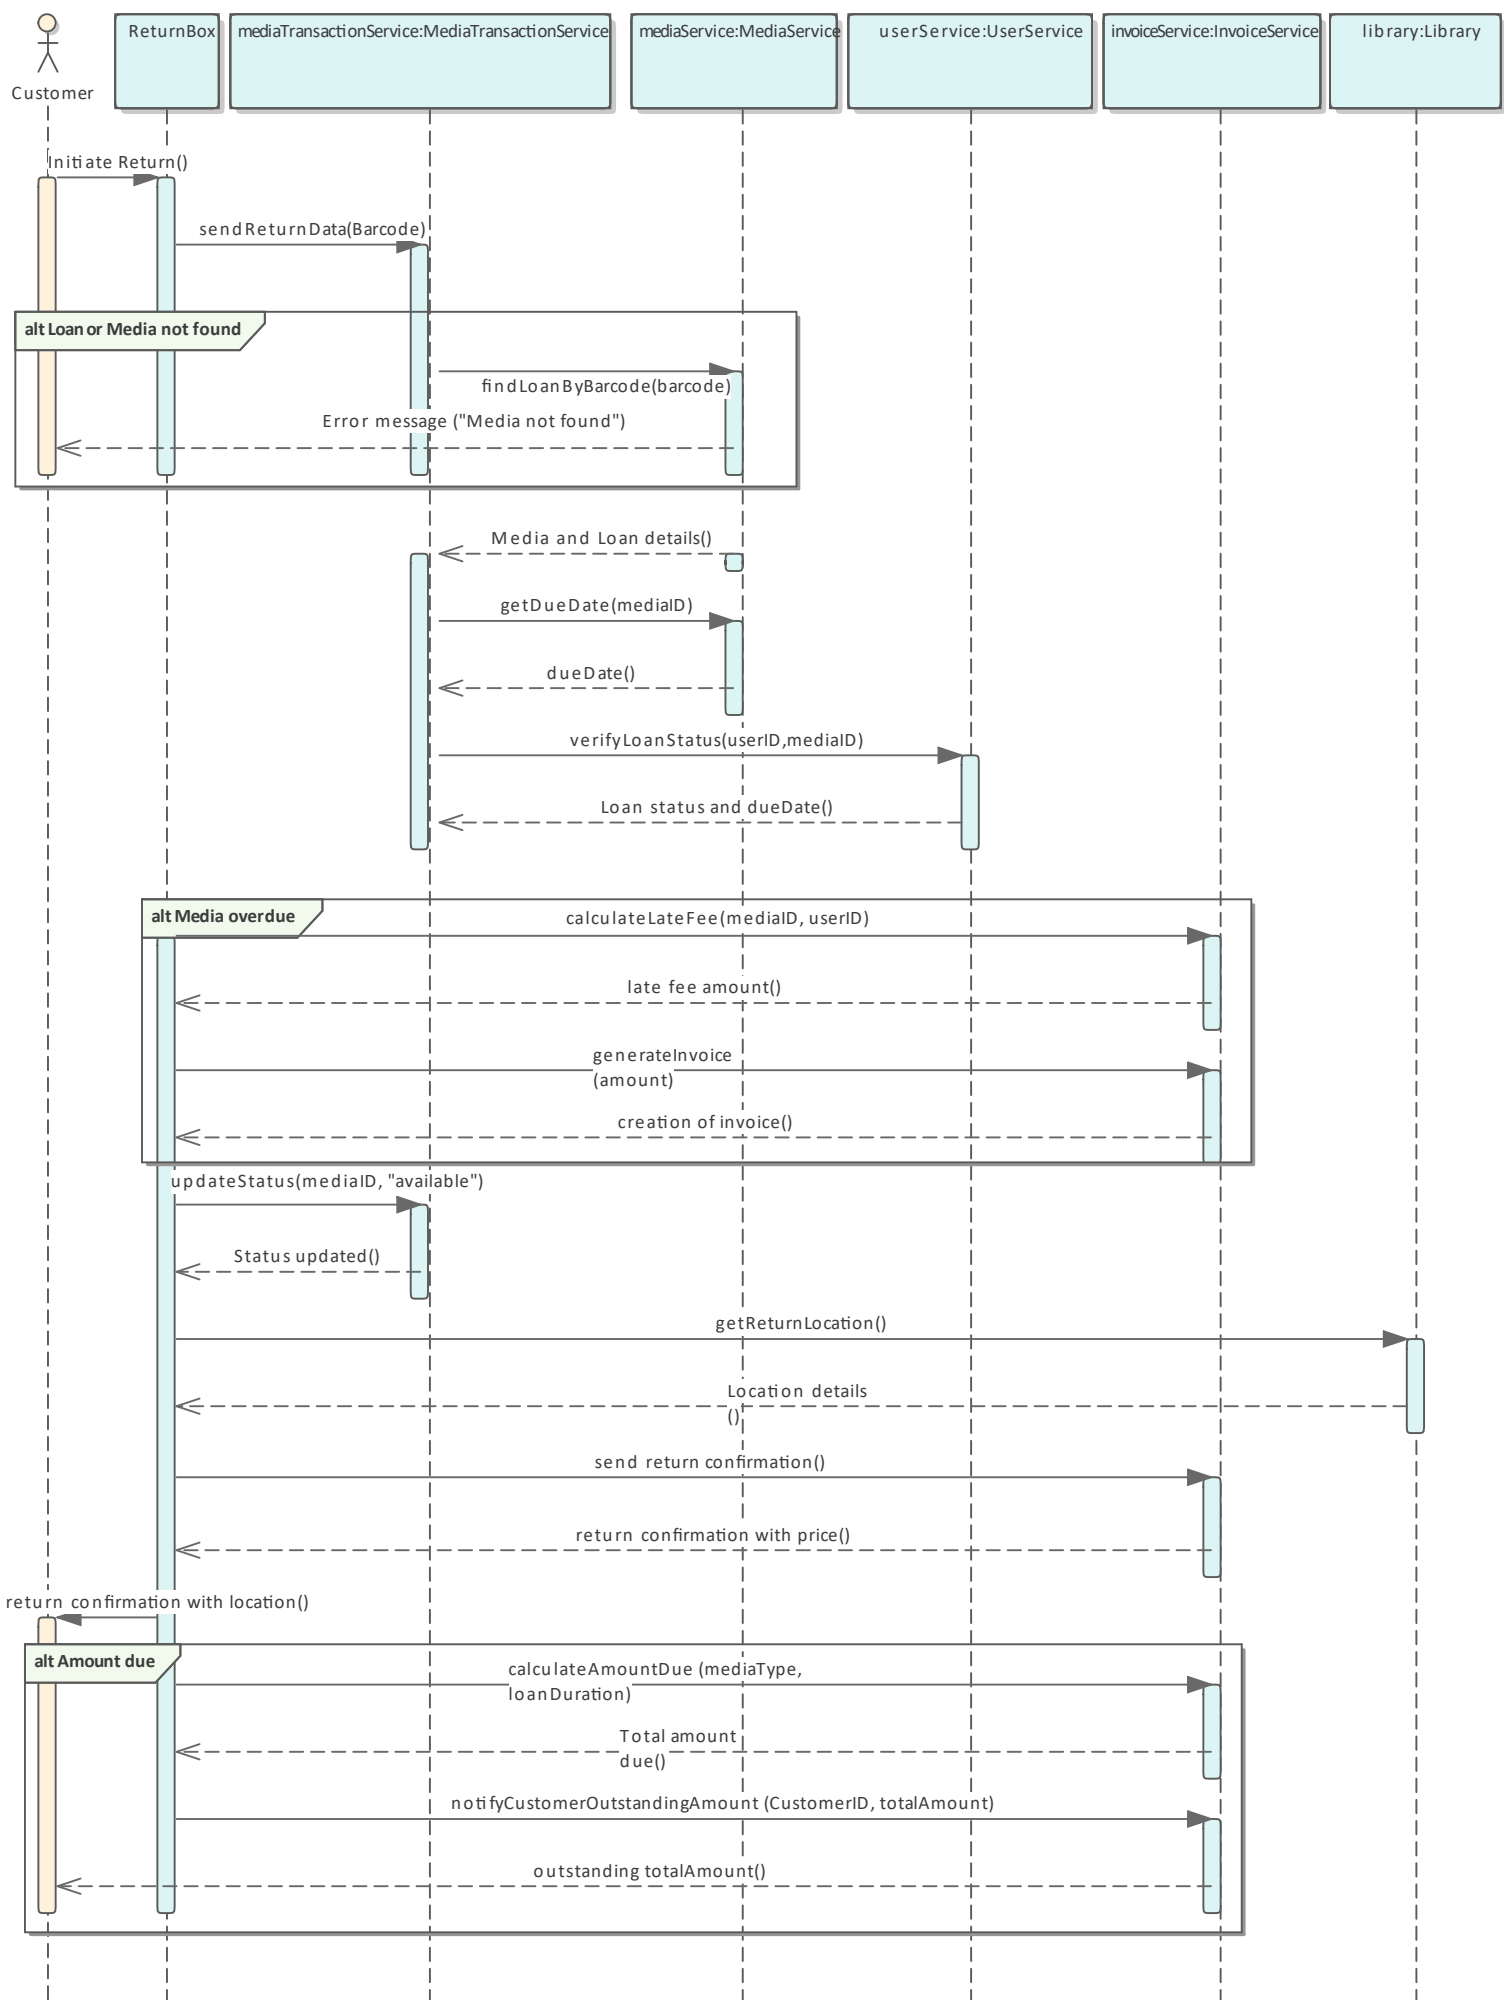 Customer
ReturnBox
mediaTransactionService:MediaTransactionService
mediaService:MediaService
userService:UserService
invoiceService:InvoiceService
library:Library
Initiate Return()
sendReturnData(Barcode)
alt Loan or Media not found
findLoanByBarcode(barcode)
Error message ("Media not found")
Media and Loan details()
getDueDate(mediaID)
dueDate()
verifyLoanStatus(userID,mediaID)
Loan status and dueDate()
alt Media overdue
calculateLateFee(mediaID, userID)
late fee amount()
generateInvoice
(amount)
creation of invoice()
updateStatus(mediaID, "available")
Status updated()
getReturnLocation()
Location details
()
send return confirmation()
return confirmation with price()
return confirmation with location()
alt Amount due
calculateAmountDue (mediaType,
loanDuration)
Total amount
due()
notifyCustomerOutstandingAmount (CustomerID, totalAmount)
outstanding totalAmount()